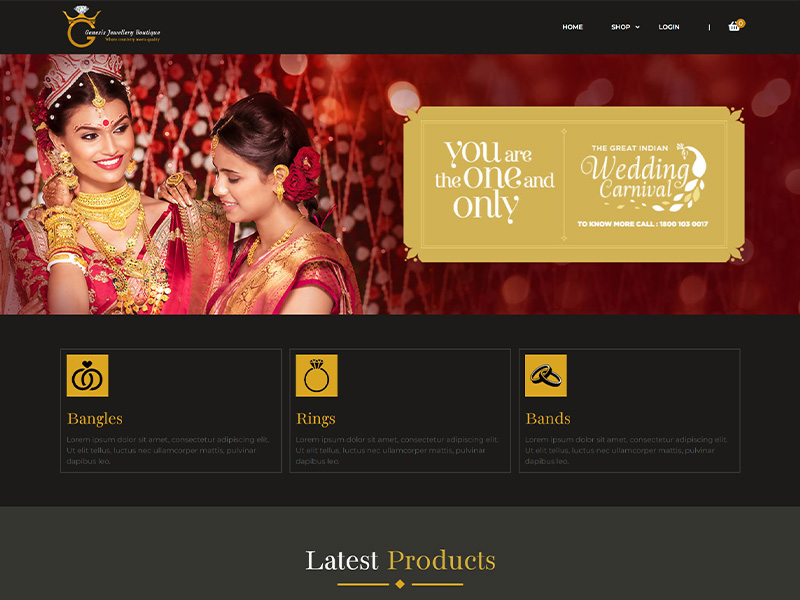 Genesis Jewellery Boutique
HOME
SHOP
LOGIN
0
you are
the one and
only
THE GREAT INDIAN
Wedding
Carnival
TO KNOW MORE CALL : 1800 103 0017
Bangles
Lorem ipsum dolor sit amet, consectetur adipiscing elit.
Ut elit tellus, luctus nec ullamcorper mattis, pulvinar
dapibus leo.
Rings
Lorem ipsum dolor sit amet, consectetur adipiscing elit.
Ut elit tellus, luctus nec ullamcorper mattis, pulvinar
dapibus leo.
Bands
Lorem ipsum dolor sit amet, consectetur adipiscing elit.
Ut elit tellus, luctus nec ullamcorper mattis, pulvinar
dapibus leo.
Latest Products